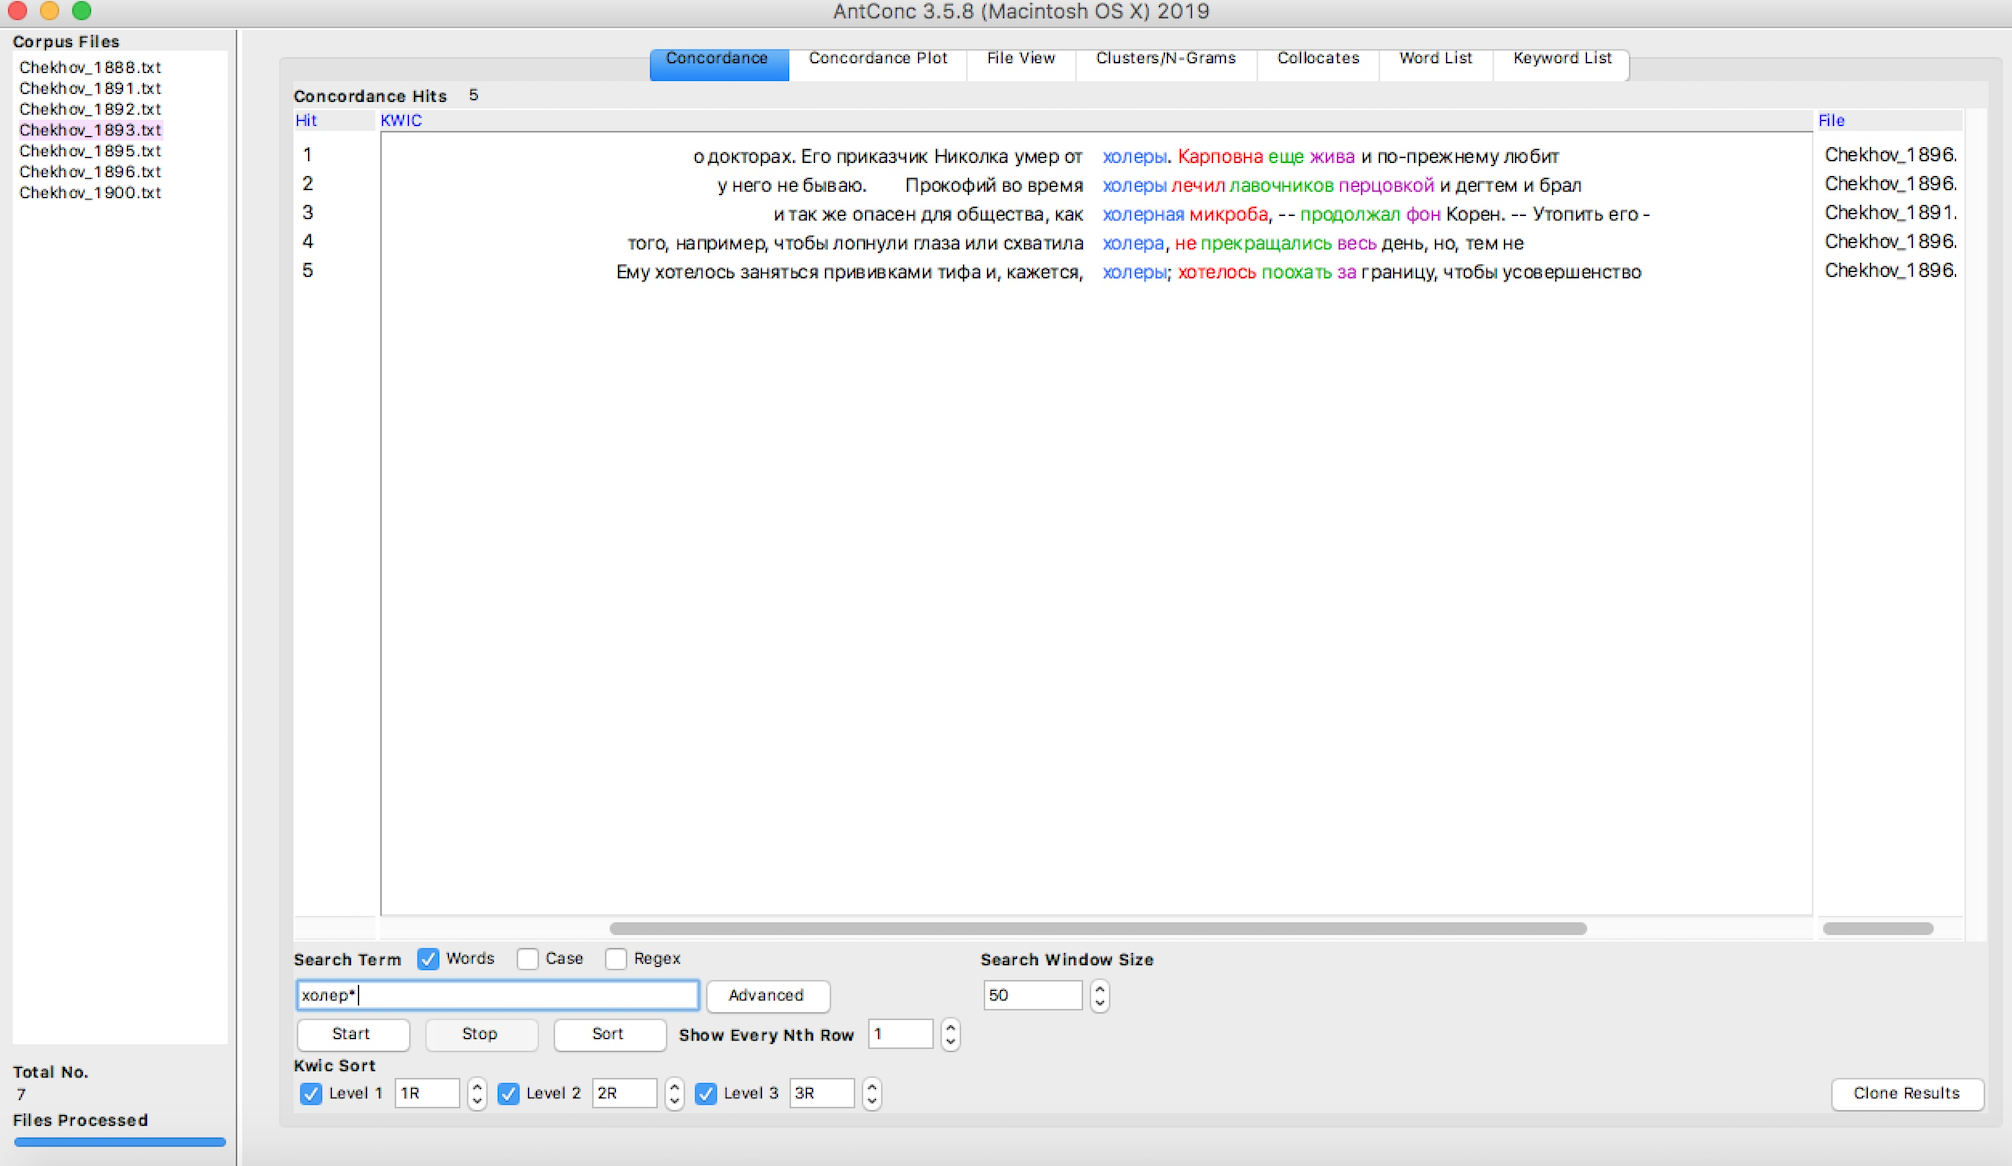 AntConc 3.5.8 (Macintosh OS X) 2019
Corpus Files
Chekhov_1888.txt
Chekhov_1891.txt
Chekhov_1892.txt
Chekhov_1893.txt
Chekhov_1895.txt
Chekhov_1896.txt
Chekhov_1900.txt
Total No.
7
Files Processed
Concordance Concordance Plot File View Clusters/N-Grams Collocates Word List Keyword List
Concordance Hits 5
Hit KWIC File
1 о докторах. Его приказчик Николка умер от холеры. Карповна еще жива и по-прежнему любит Chekhov_1896.
2 у него не бываю. Прокофий во время холеры лечил лавочников перцовкой и дегтем и брал Chekhov_1896.
3 и так же опасен для общества, как холерная микроба, -- продолжал фон Корен. -- Утопить его - Chekhov_1891.
4 того, например, чтобы лопнули глаза или схватила холера, не прекращались весь день, но, тем не Chekhov_1896.
5 Ему хотелось заняться прививками тифа и, кажется, холеры; хотелось поохать за границу, чтобы усовершенство Chekhov_1896.
Search Term Words Case Regex Search Window Size
холер* Advanced 50
Start Stop Sort Show Every Nth Row 1
Kwic Sort
Level 1 1R Level 2 2R Level 3 3R Clone Results